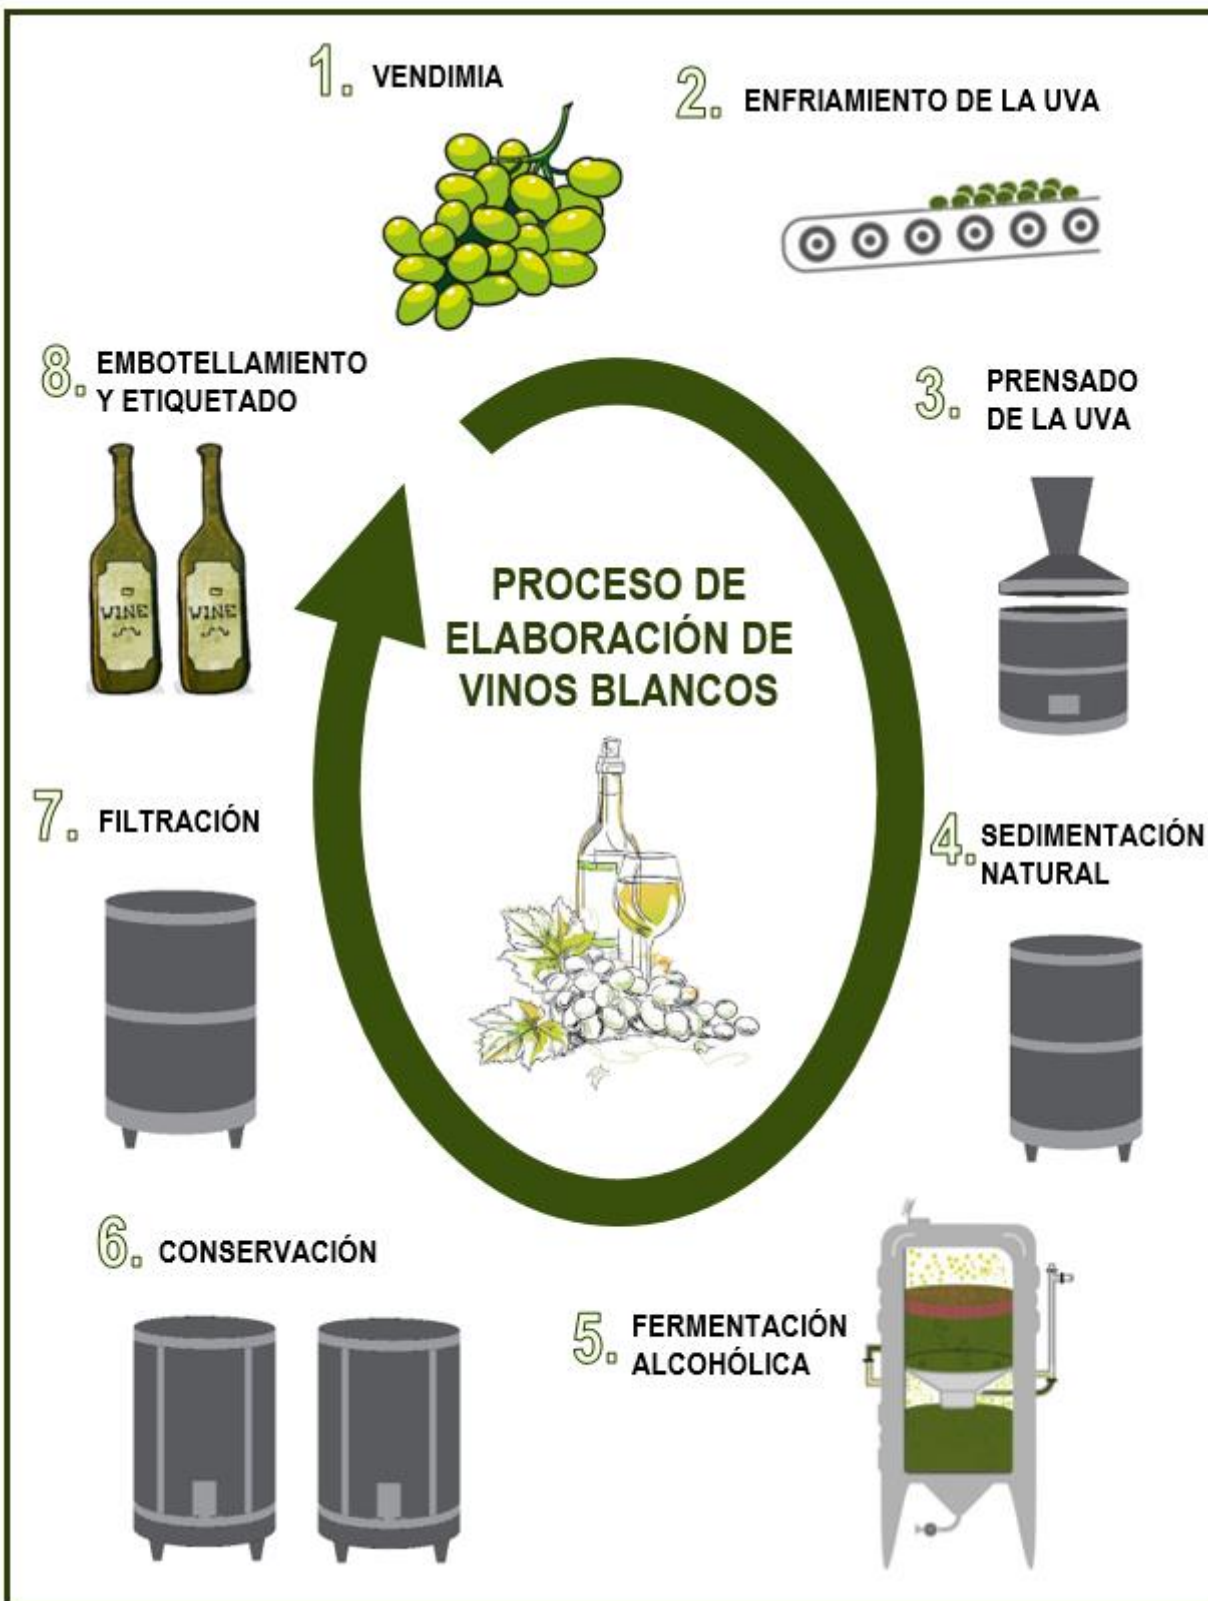 1. VENDIMIA
2. ENFRIAMIENTO DE LA UVA
3. PRENSADO
DE LA UVA
4. SEDIMENTACIÓN
NATURAL
5. FERMENTACIÓN
ALCOHÓLICA
6. CONSERVACIÓN
7. FILTRACIÓN
8. EMBOTELLAMIENTO
Y ETIQUETADO
WINE
WINE
PROCESO DE
ELABORACIÓN DE
VINOS BLANCOS